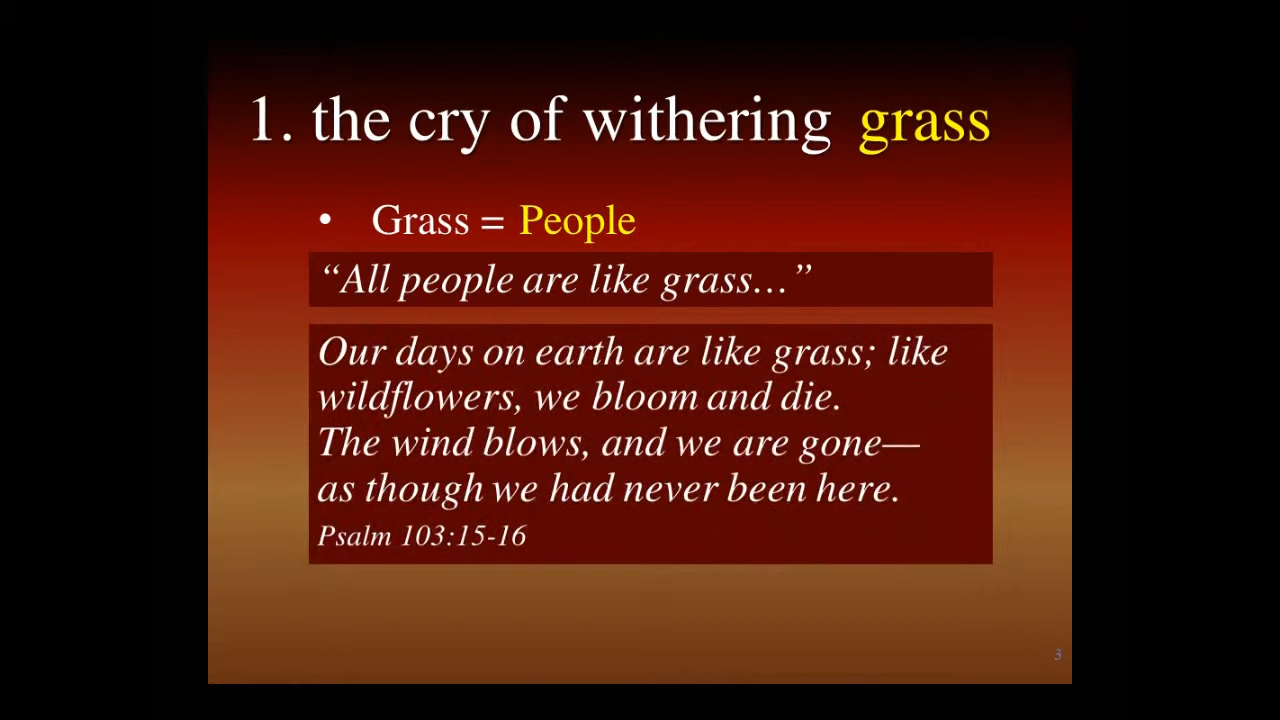 1. the cry of withering grass
• Grass = People
“All people are like grass…”
Our days on earth are like grass; like
wildflowers, we bloom and die.
The wind blows, and we are gone—
as though we had never been here.
Psalm 103:15-16
3